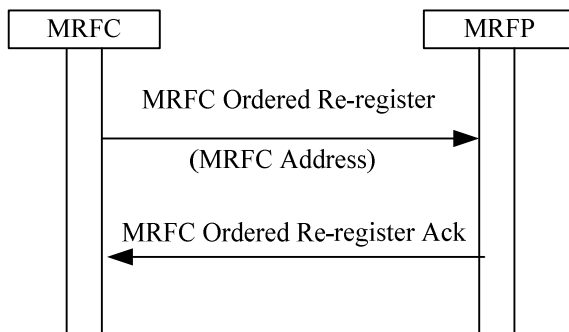 MRFC
MRFP
MRFC Ordered Re-register
(MRFC Address)
MRFC Ordered Re-register Ack